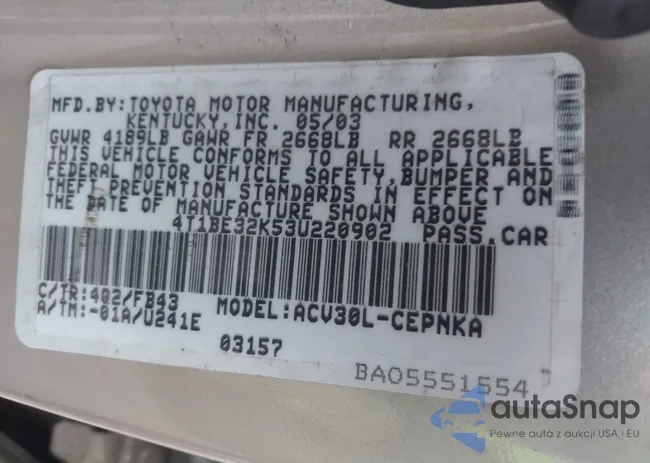 MFD.BY:TOYOTA MOTOR MANUFACTURING,
KENTUCKY,INC. 05/03
GVWR 4189LB GAWR FR 2668LB RR 2668LB
THIS VEHICLE CONFORMS TO ALL APPLICABLE
FEDERAL MOTOR VEHICLE SAFETY,BUMPER AND
THEFT PREVENTION STANDARDS IN EFFECT ON
THE DATE OF MANUFACTURE SHOWN ABOVE
4T1BE32K53U220902 PASS.CAR
C/TR:4Q2/FB43 MODEL:ACV30L-CEPNKA
A/TM:-01A/U241E
03157
BA05551554
autaSnap
Pewne auta z aukcji USA i EU